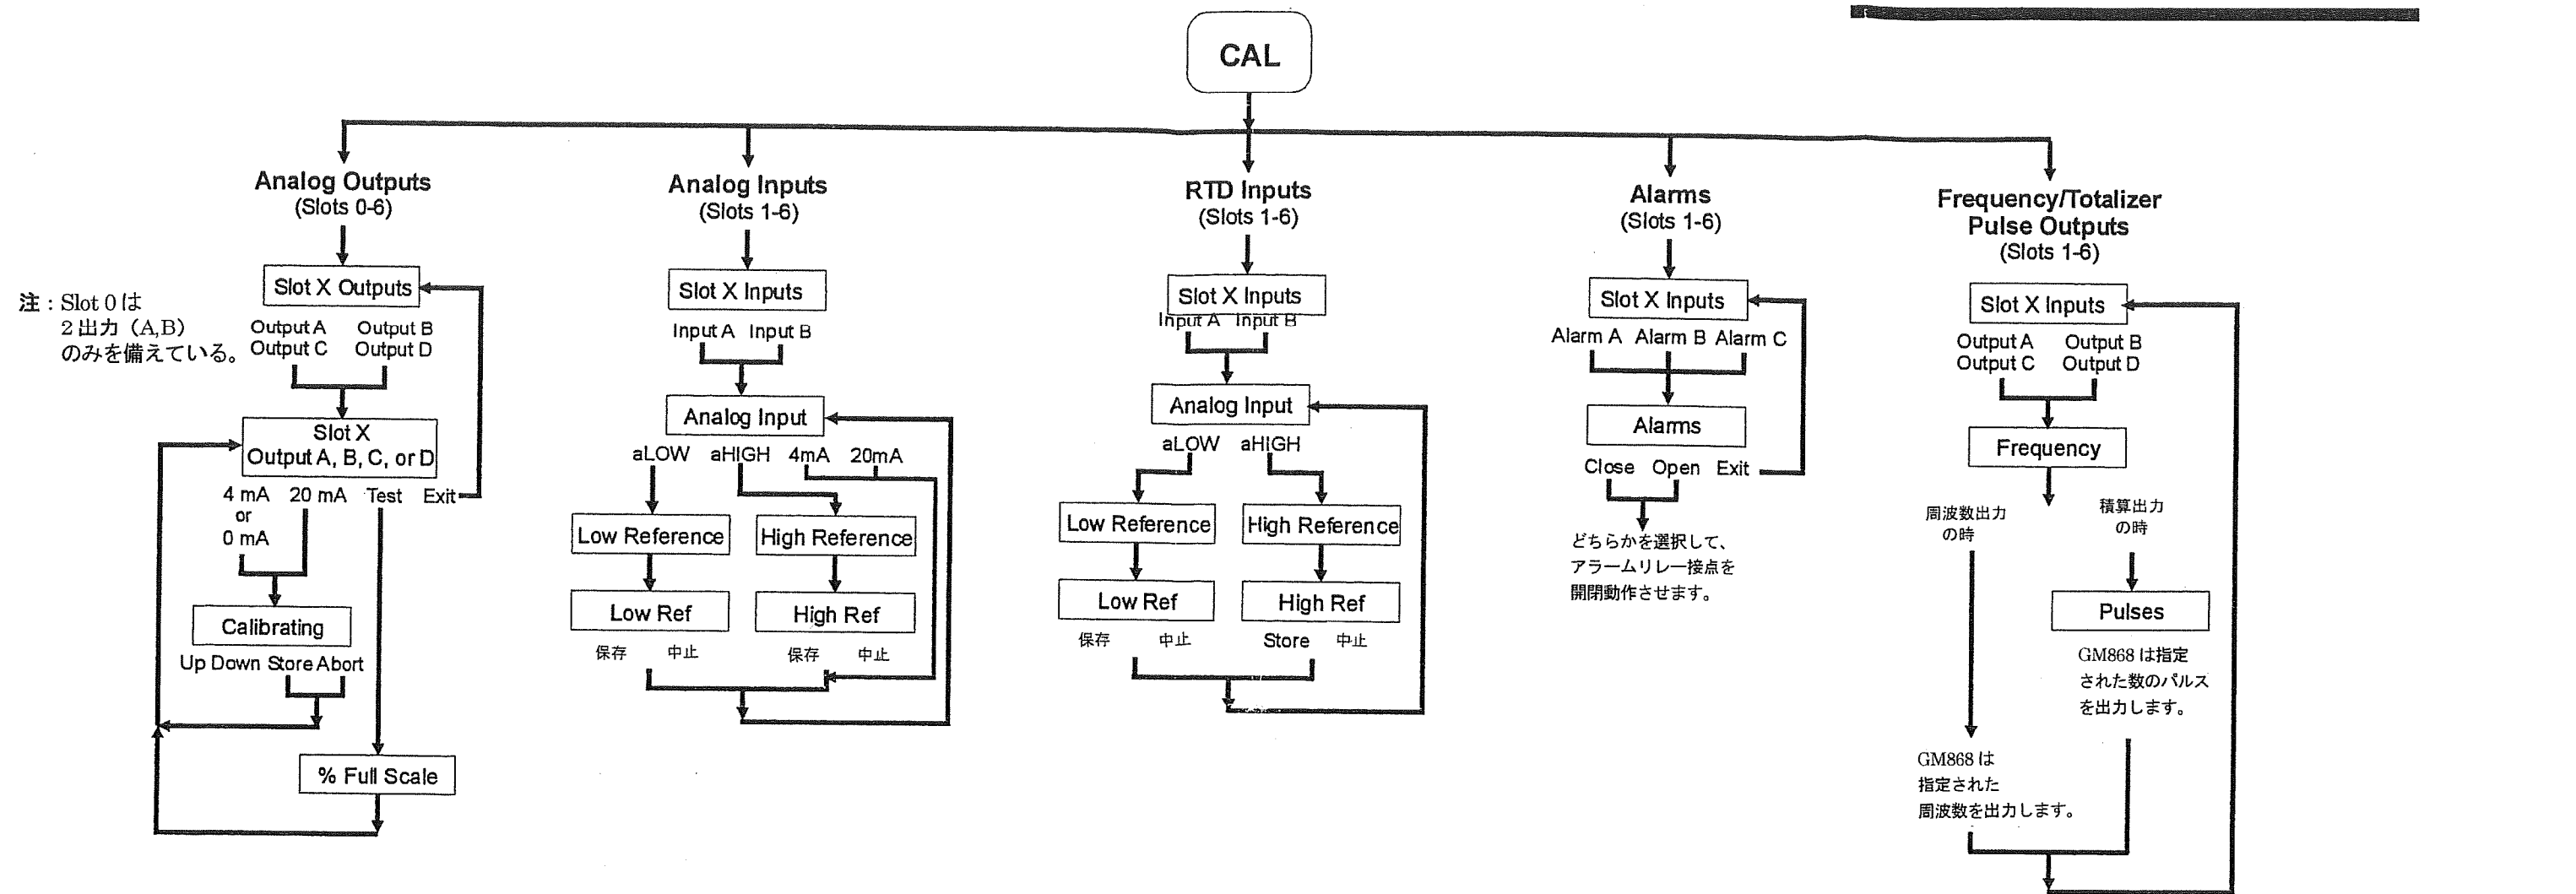 CAL
Analog Outputs
(Slots 0-6)
注：Slot 0 は
2 出力（A,B）
のみを備えている。
Slot X Outputs
Output A Output B
Output C Output D
Slot X
Output A, B, C, or D
4 mA 20 mA Test Exit
or
0 mA
Calibrating
Up Down Store Abort
% Full Scale
Analog Inputs
(Slots 1-6)
Slot X Inputs
Input A Input B
Analog Input
aLOW aHIGH 4mA 20mA
Low Reference High Reference
Low Ref High Ref
保存 中止 保存 中止
RTD Inputs
(Slots 1-6)
Slot X Inputs
Input A Input B
Analog Input
aLOW aHIGH
Low Reference High Reference
Low Ref High Ref
保存 中止 Store 中止
Alarms
(Slots 1-6)
Slot X Inputs
Alarm A Alarm B Alarm C
Alarms
Close Open Exit
どちらかを選択して、
アラームリレー接点を
開閉動作させます。
Frequency/Totalizer
Pulse Outputs
(Slots 1-6)
Slot X Inputs
Output A Output B
Output C Output D
Frequency
周波数出力
の時
積算出力
の時
Pulses
GM868 は指定
された数のパルス
を出力します。
GM868 は
指定された
周波数を出力します。